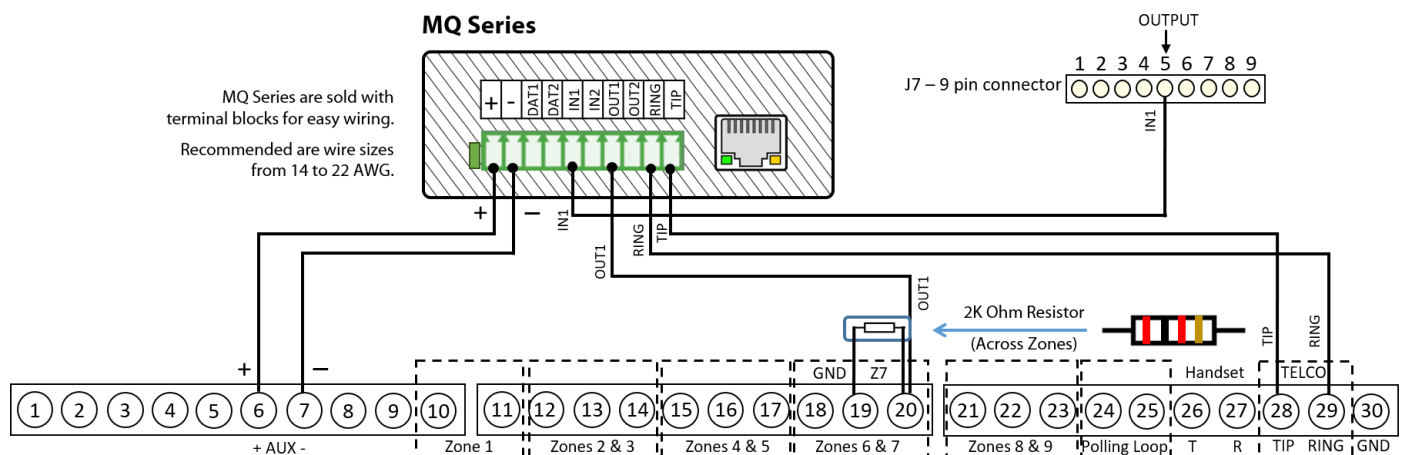 MQ Series
OUTPUT
1 2 3 4 5 6 7 8 9
J7 – 9 pin connector
MQ Series are sold with
terminal blocks for easy wiring.
Recommended are wire sizes
from 14 to 22 AWG.
+ - DAT1 DAT2 IN1 IN2 OUT1 OUT2 RING TIP
IN1
+ − IN1
RING TIP
OUT1
OUT1
2K Ohm Resistor
(Across Zones)
TIP RING
+ −
GND Z7
Handset TELCO
1 2 3 4 5 6 7 8 9 10 11 12 13 14 15 16 17 18 19 20 21 22 23 24 25 26 27 28 29 30
+ AUX - Zone 1 Zones 2 & 3 Zones 4 & 5 Zones 6 & 7 Zones 8 & 9 Polling Loop T R TIP RING GND